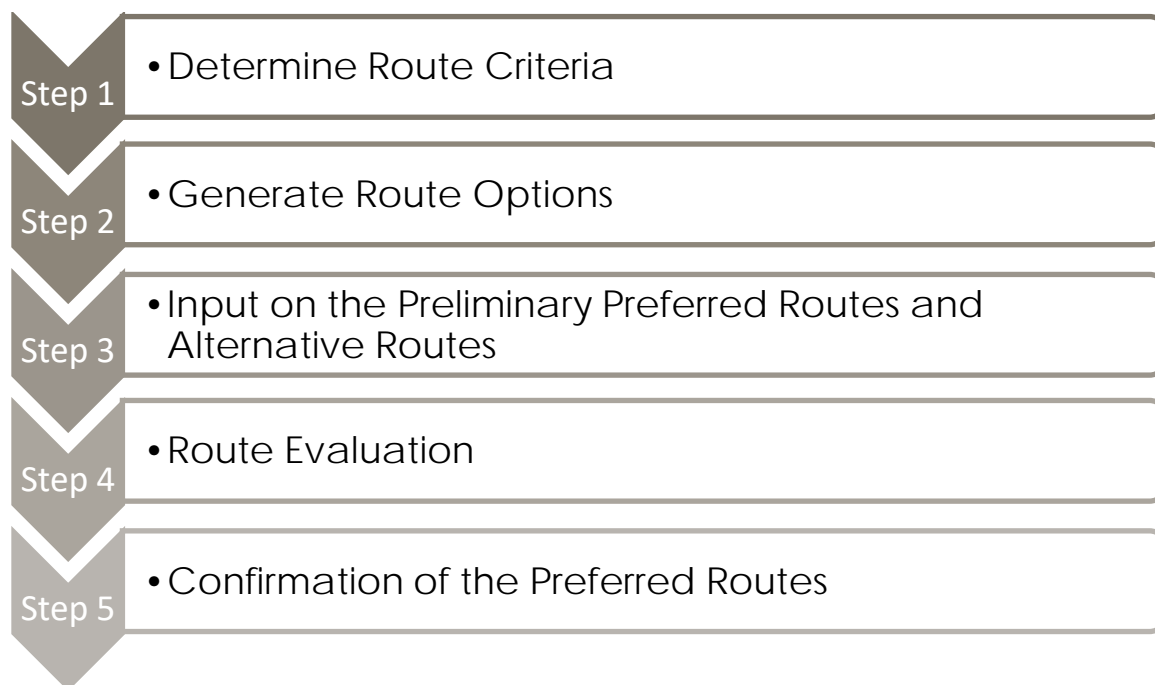 Step 1
• Determine Route Criteria
Step 2
• Generate Route Options
Step 3
• Input on the Preliminary Preferred Routes and
Alternative Routes
Step 4
• Route Evaluation
Step 5
• Confirmation of the Preferred Routes